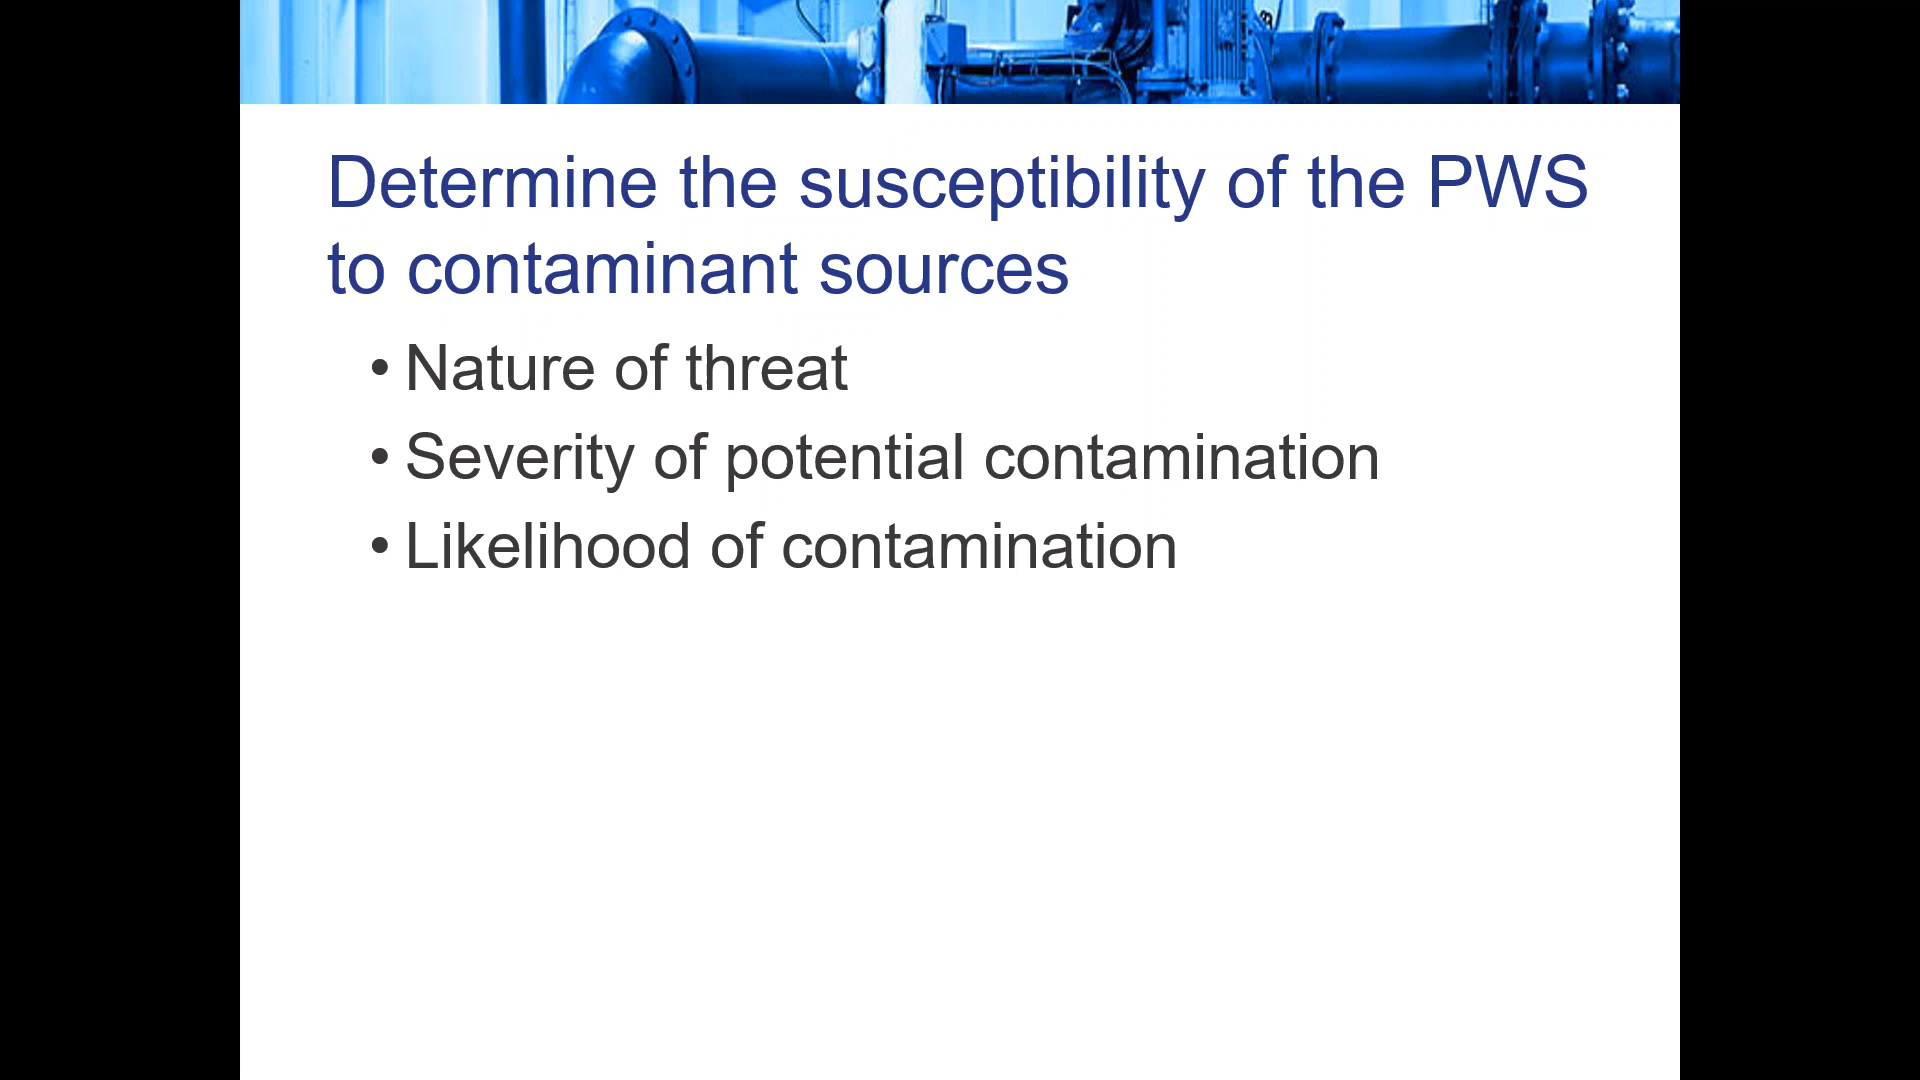 Determine the susceptibility of the PWS
to contaminant sources
• Nature of threat
• Severity of potential contamination
• Likelihood of contamination